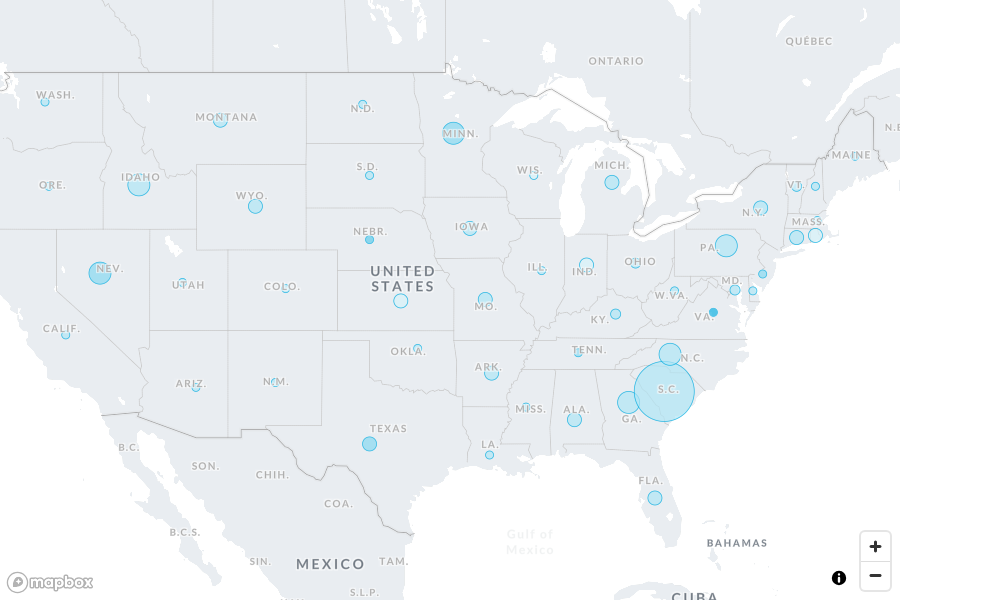 QUÉBEC
ONTARIO
WASH.
N.D.
MONTANA
MINN.
N.B
MAINE
ORE.
IDAHO
S.D.
WIS.
MICH.
VT.
WYO.
N.Y.
MASS.
NEBR.
IOWA
PA.
NEV.
UTAH
COLO.
UNITED
STATES
ILL.
IND.
OHIO
MD.
W.VA.
MO.
KY.
VA.
CALIF.
OKLA.
TENN.
N.C.
ARIZ.
N.M.
ARK.
S.C.
MISS.
ALA.
GA.
TEXAS
LA.
B.C.
SON.
CHIH.
FLA.
COA.
B.C.S.
Gulf of
Mexico
BAHAMAS
SIN.
MEXICO
TAM.
+
−
i
mapbox
S.L.P.
CUBA